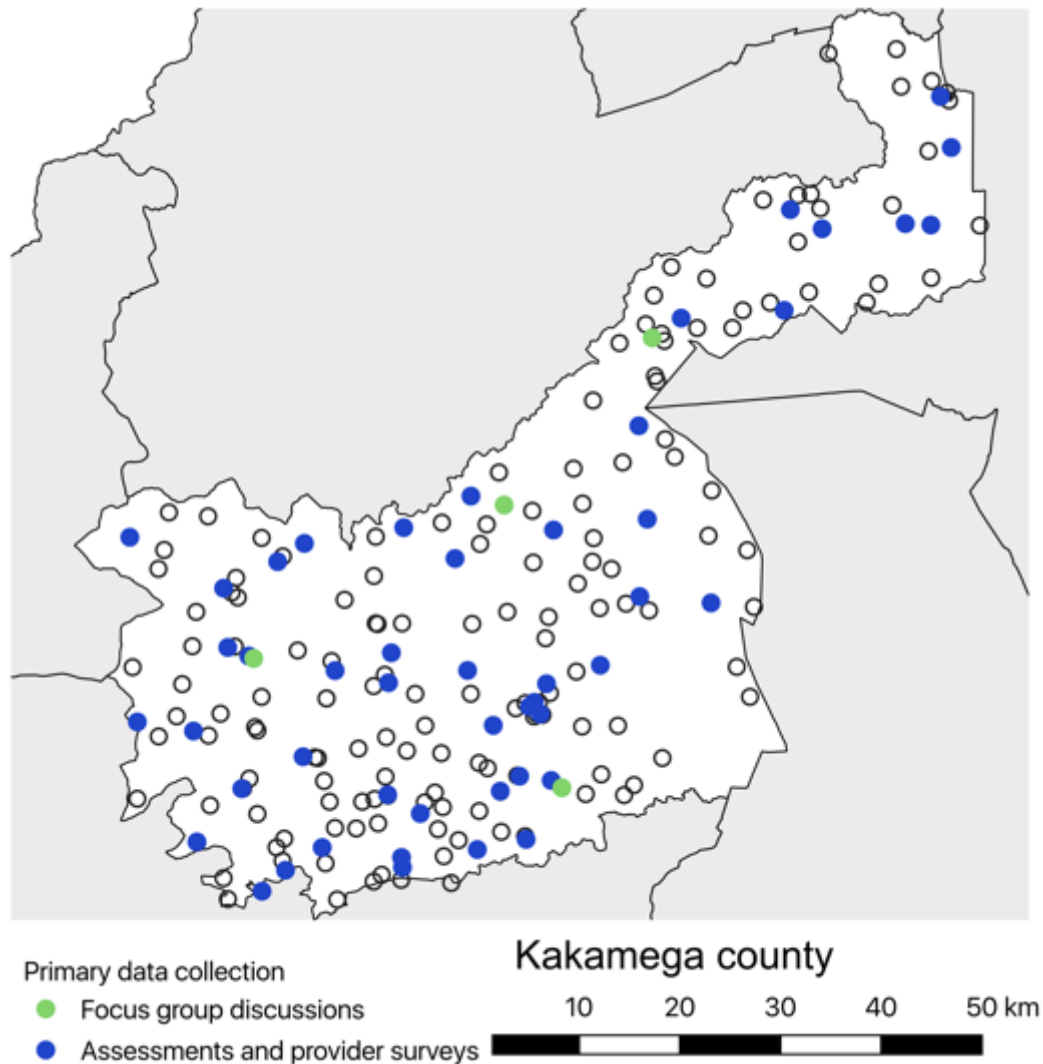 Kakamega county
Primary data collection
Focus group discussions
Assessments and provider surveys
10 20 30 40 50 km